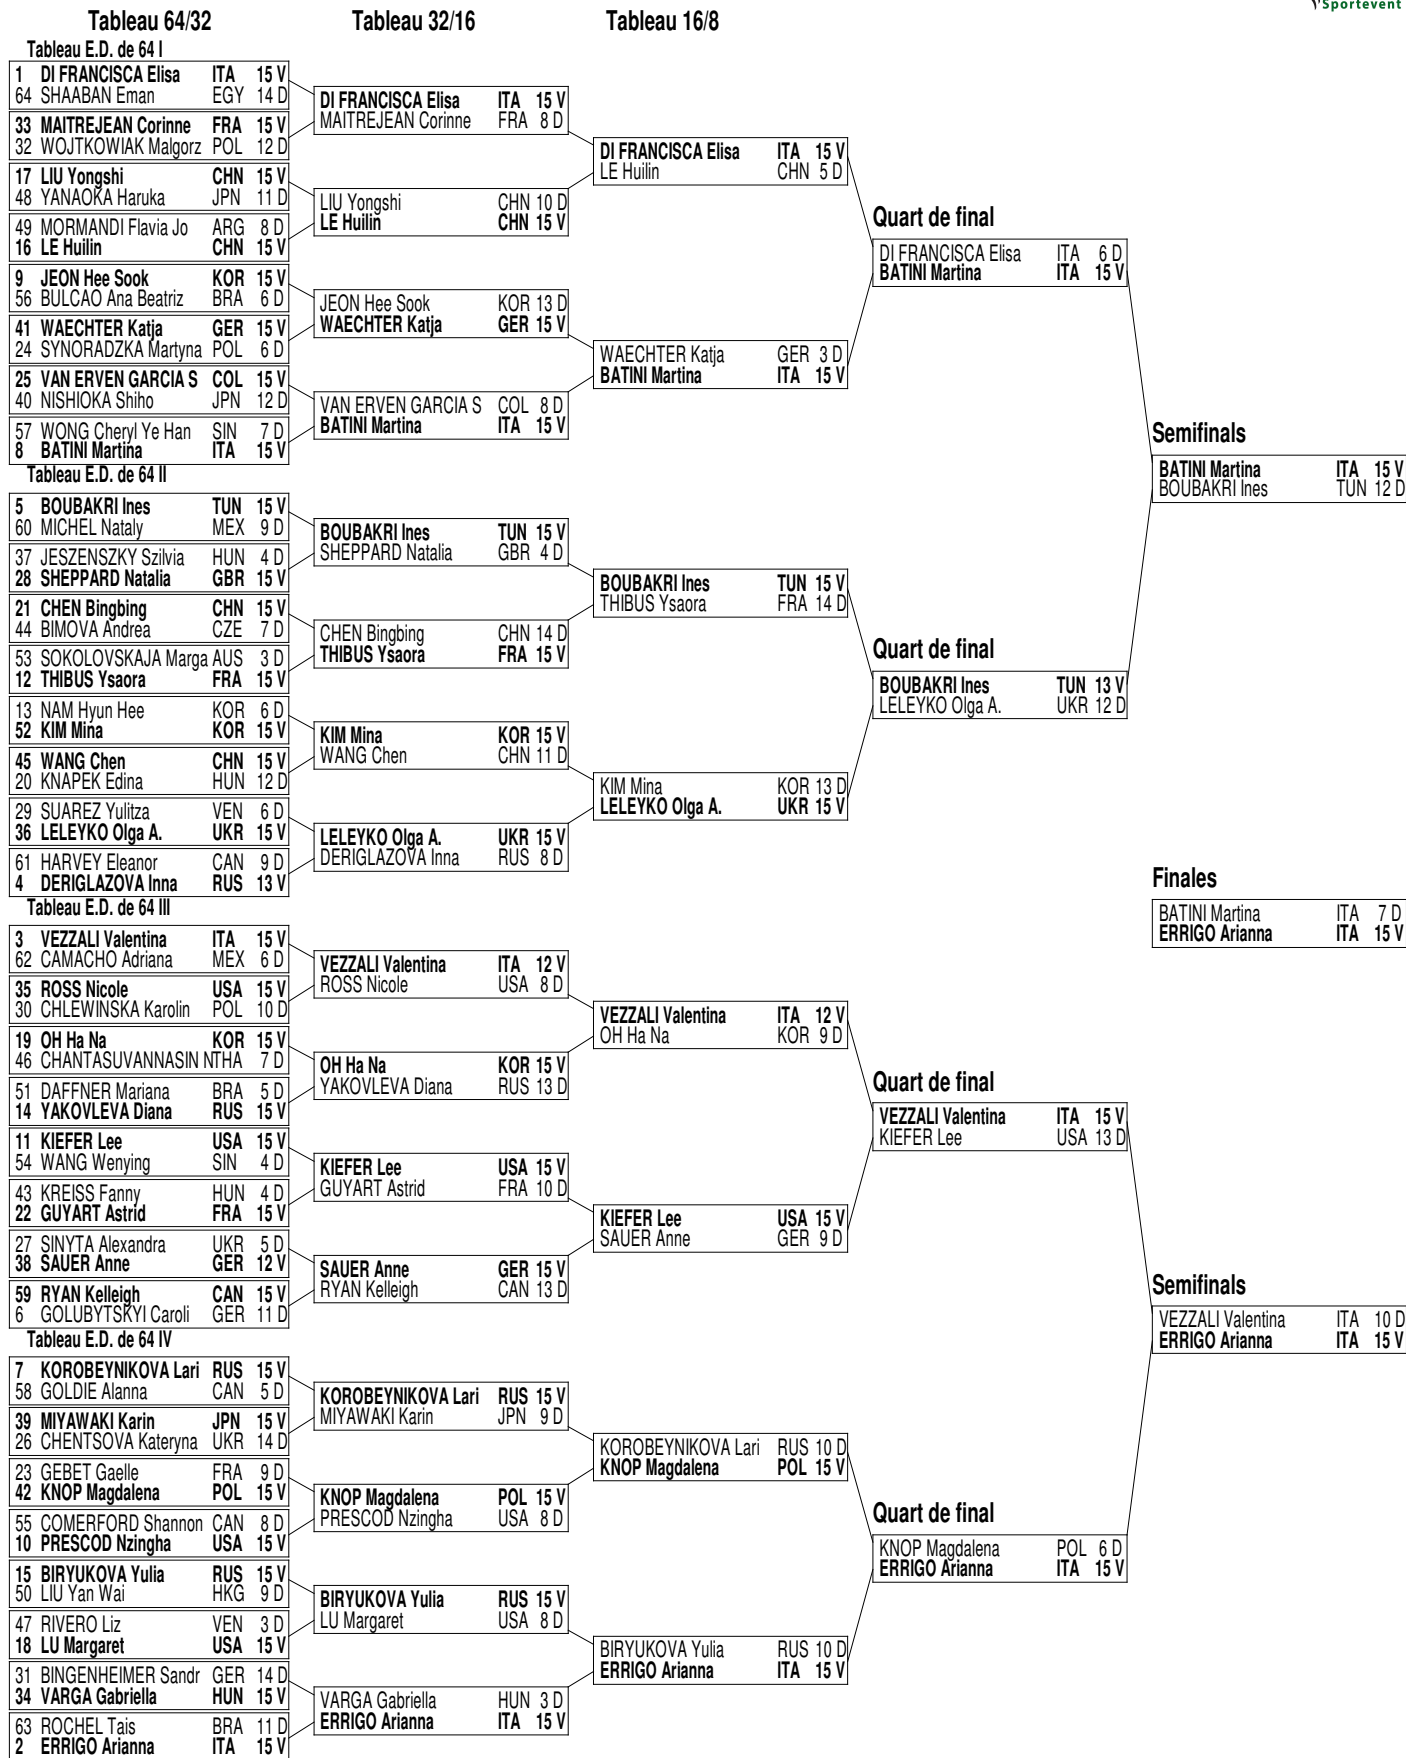 Sportevent
Tableau 64/32 Tableau 32/16 Tableau 16/8
Tableau E.D. de 64 I
1 DI FRANCISCA Elisa ITA 15 V
64 SHAABAN Eman EGY 14 D
33 MAITREJEAN Corinne FRA 15 V
32 WOJTKOWIAK Malgorz POL 12 D
17 LIU Yongshi CHN 15 V
48 YANAOKA Haruka JPN 11 D
49 MORMANDI Flavia Jo ARG 8 D
16 LE Huilin CHN 15 V
9 JEON Hee Sook KOR 15 V
56 BULCAO Ana Beatriz BRA 6 D
41 WAECHTER Katja GER 15 V
24 SYNORADZKA Martyna POL 6 D
25 VAN ERVEN GARCIA S COL 15 V
40 NISHIOKA Shiho JPN 12 D
57 WONG Cheryl Ye Han SIN 7 D
8 BATINI Martina ITA 15 V
Tableau E.D. de 64 II
5 BOUBAKRI Ines TUN 15 V
60 MICHEL Nataly MEX 9 D
37 JESZENSZKY Szilvia HUN 4 D
28 SHEPPARD Natalia GBR 15 V
21 CHEN Bingbing CHN 15 V
44 BIMOVA Andrea CZE 7 D
53 SOKOLOVSKAJA Marga AUS 3 D
12 THIBUS Ysaora FRA 15 V
13 NAM Hyun Hee KOR 6 D
52 KIM Mina KOR 15 V
45 WANG Chen CHN 15 V
20 KNAPEK Edina HUN 12 D
29 SUAREZ Yulitza VEN 6 D
36 LELEYKO Olga A. UKR 15 V
61 HARVEY Eleanor CAN 9 D
4 DERIGLAZOVA Inna RUS 13 V
Tableau E.D. de 64 III
3 VEZZALI Valentina ITA 15 V
62 CAMACHO Adriana MEX 6 D
35 ROSS Nicole USA 15 V
30 CHLEWINSKA Karolin POL 10 D
19 OH Ha Na KOR 15 V
46 CHANTASUVANNASIN NTHA 7 D
51 DAFFNER Mariana BRA 5 D
14 YAKOVLEVA Diana RUS 15 V
11 KIEFER Lee USA 15 V
54 WANG Wenying SIN 4 D
43 KREISS Fanny HUN 4 D
22 GUYART Astrid FRA 15 V
27 SINYTA Alexandra UKR 5 D
38 SAUER Anne GER 12 V
59 RYAN Kelleigh CAN 15 V
6 GOLUBYTSKYI Caroli GER 11 D
Tableau E.D. de 64 IV
7 KOROBEYNIKOVA Lari RUS 15 V
58 GOLDIE Alanna CAN 5 D
39 MIYAWAKI Karin JPN 15 V
26 CHENTSOVA Kateryna UKR 14 D
23 GEBET Gaelle FRA 9 D
42 KNOP Magdalena POL 15 V
55 COMERFORD Shannon CAN 8 D
10 PRESCOD Nzingha USA 15 V
15 BIRYUKOVA Yulia RUS 15 V
50 LIU Yan Wai HKG 9 D
47 RIVERO Liz VEN 3 D
18 LU Margaret USA 15 V
31 BINGENHEIMER Sandr GER 14 D
34 VARGA Gabriella HUN 15 V
63 ROCHEL Tais BRA 11 D
2 ERRIGO Arianna ITA 15 V
DI FRANCISCA Elisa ITA 15 V
MAITREJEAN Corinne FRA 8 D
LIU Yongshi CHN 10 D
LE Huilin CHN 15 V
JEON Hee Sook KOR 13 D
WAECHTER Katja GER 15 V
VAN ERVEN GARCIA S COL 8 D
BATINI Martina ITA 15 V
BOUBAKRI Ines TUN 15 V
SHEPPARD Natalia GBR 4 D
CHEN Bingbing CHN 14 D
THIBUS Ysaora FRA 15 V
KIM Mina KOR 15 V
WANG Chen CHN 11 D
LELEYKO Olga A. UKR 15 V
DERIGLAZOVA Inna RUS 8 D
VEZZALI Valentina ITA 12 V
ROSS Nicole USA 8 D
OH Ha Na KOR 15 V
YAKOVLEVA Diana RUS 13 D
KIEFER Lee USA 15 V
GUYART Astrid FRA 10 D
SAUER Anne GER 15 V
RYAN Kelleigh CAN 13 D
KOROBEYNIKOVA Lari RUS 15 V
MIYAWAKI Karin JPN 9 D
KNOP Magdalena POL 15 V
PRESCOD Nzingha USA 8 D
BIRYUKOVA Yulia RUS 15 V
LU Margaret USA 8 D
VARGA Gabriella HUN 3 D
ERRIGO Arianna ITA 15 V
DI FRANCISCA Elisa ITA 15 V
LE Huilin CHN 5 D
WAECHTER Katja GER 3 D
BATINI Martina ITA 15 V
BOUBAKRI Ines TUN 15 V
THIBUS Ysaora FRA 14 D
KIM Mina KOR 13 D
LELEYKO Olga A. UKR 15 V
VEZZALI Valentina ITA 12 V
OH Ha Na KOR 9 D
KIEFER Lee USA 15 V
SAUER Anne GER 9 D
KOROBEYNIKOVA Lari RUS 10 D
KNOP Magdalena POL 15 V
BIRYUKOVA Yulia RUS 10 D
ERRIGO Arianna ITA 15 V
Quart de final
DI FRANCISCA Elisa ITA 6 D
BATINI Martina ITA 15 V
Quart de final
BOUBAKRI Ines TUN 13 V
LELEYKO Olga A. UKR 12 D
Quart de final
VEZZALI Valentina ITA 15 V
KIEFER Lee USA 13 D
Quart de final
KNOP Magdalena POL 6 D
ERRIGO Arianna ITA 15 V
Semifinals
BATINI Martina ITA 15 V
BOUBAKRI Ines TUN 12 D
Finales
BATINI Martina ITA 7 D
ERRIGO Arianna ITA 15 V
Semifinals
VEZZALI Valentina ITA 10 D
ERRIGO Arianna ITA 15 V